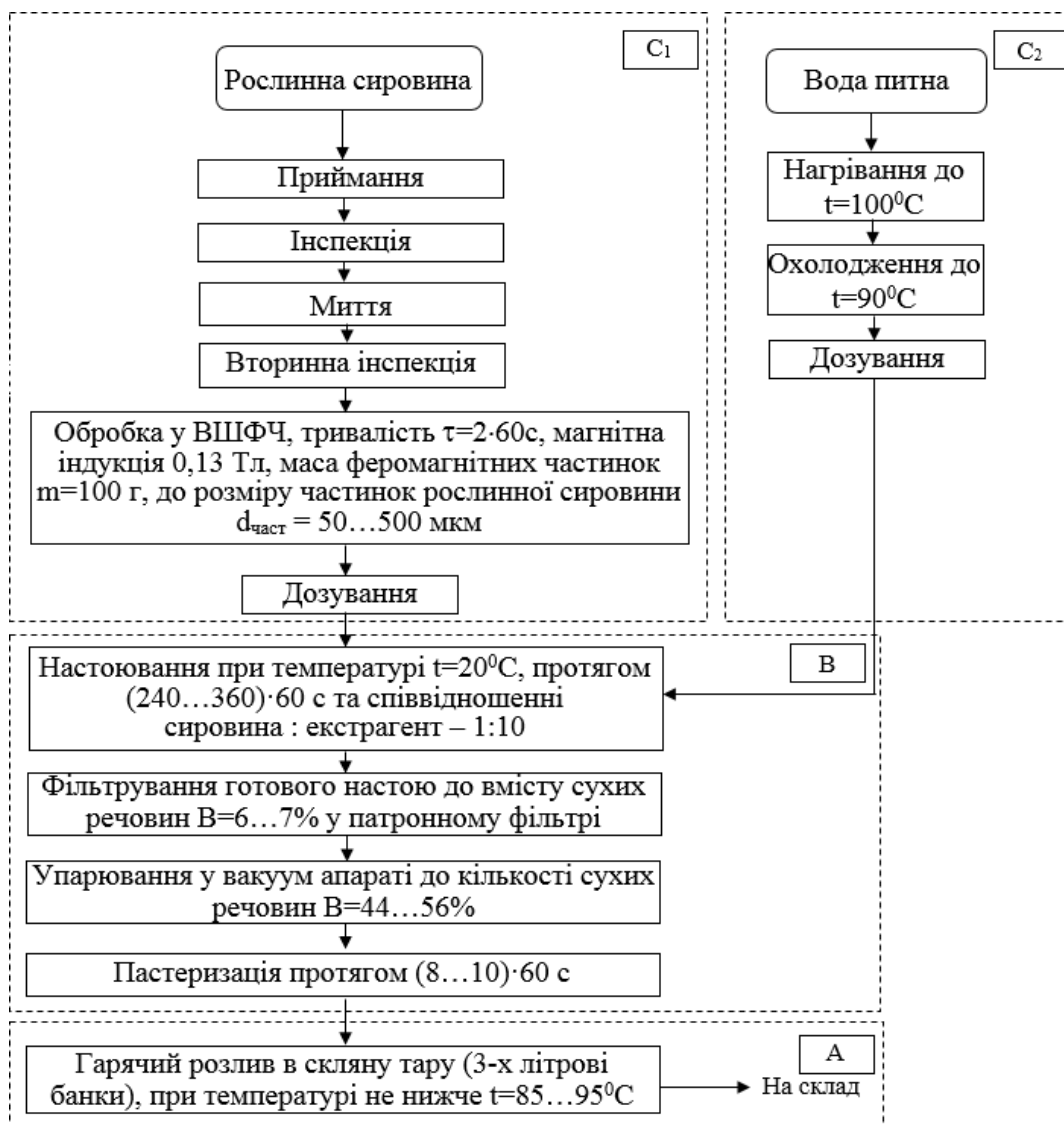 C₁
Рослинна сировина
Приймання
Інспекція
Миття
Вторинна інспекція
Обробка у ВШФЧ, тривалість τ=2·60с, магнітна
індукція 0,13 Тл, маса феромагнітних частинок
m=100 г, до розміру частинок рослинної сировини
dчаст = 50…500 мкм
Дозування
C₂
Вода питна
Нагрівання до
t=100⁰C
Охолодження до
t=90⁰C
Дозування
B
Настоювання при температурі t=20⁰C, протягом
(240…360)·60 с та співвідношенні
сировина : екстрагент – 1:10
Фільтрування готового настою до вмісту сухих
речовин В=6…7% у патронному фільтрі
Упарювання у вакуум апараті до кількості сухих
речовин В=44…56%
Пастеризація протягом (8…10)·60 с
A
Гарячий розлив в скляну тару (3-х літрові
банки), при температурі не нижче t=85…95⁰C
На склад